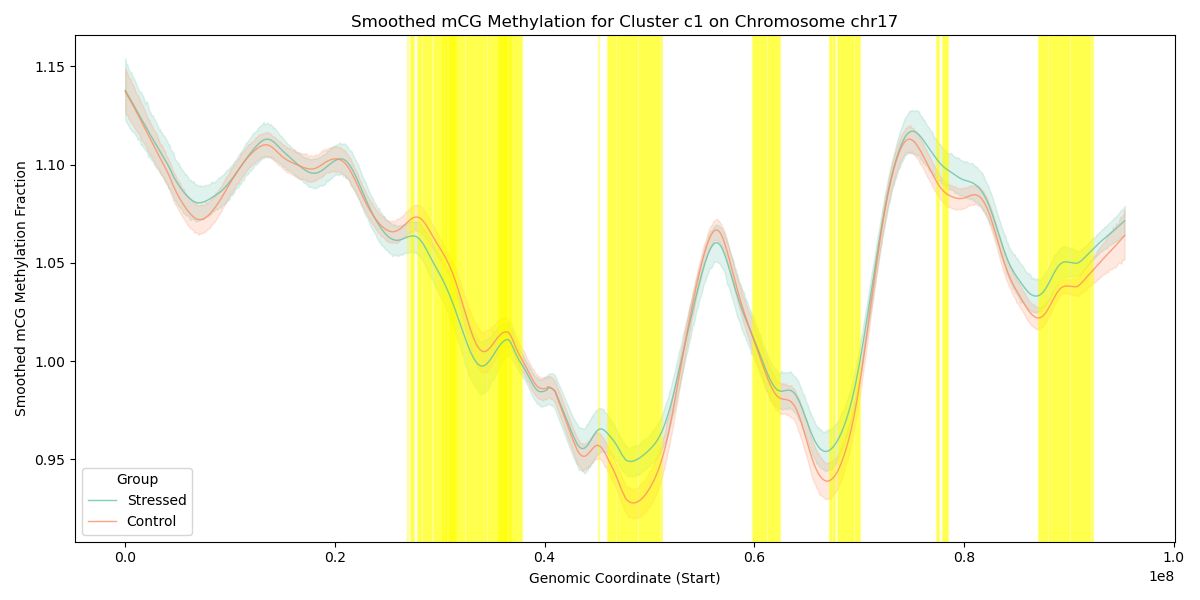 Smoothed mCG Methylation for Cluster c1 on Chromosome chr17
Smoothed mCG Methylation Fraction
1.15
1.10
1.05
1.00
0.95
Group
Stressed
Control
0.0 0.2 0.4 0.6 0.8 1.0
1e8
Genomic Coordinate (Start)